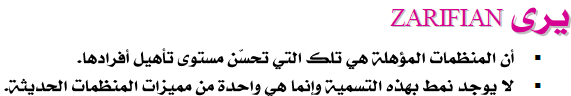 يرى ZARIFIAN
▪ أن المنظمات المؤهلة هي تلك التي تحسّن مستوى تأهيل أفرادها.
▪ لا يوجد نمط بهذه التسمية وإنما هي واحدة من مميزات المنظمات الحديثة.